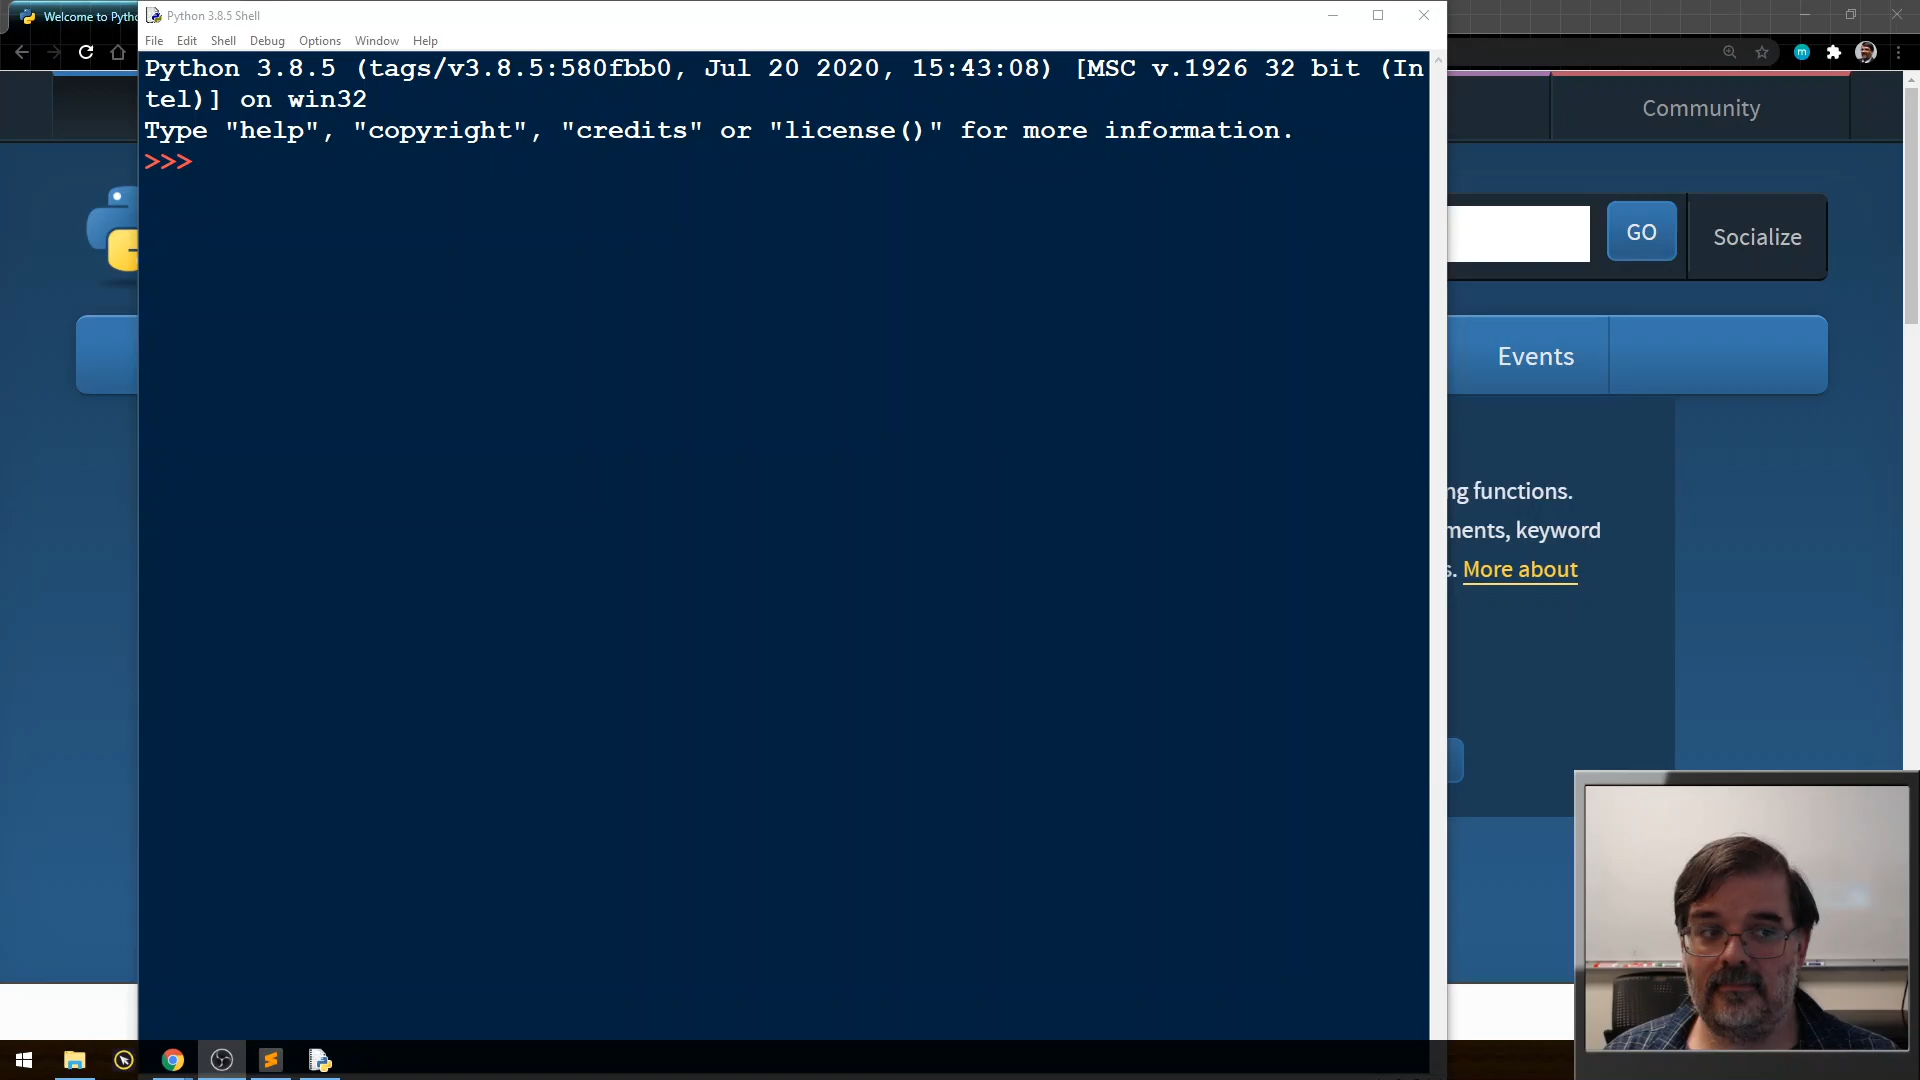 Welcome to Pytho
Python 3.8.5 Shell
File Edit Shell Debug Options Window Help
Python 3.8.5 (tags/v3.8.5:580fbb0, Jul 20 2020, 15:43:08) [MSC v.1926 32 bit (In
tel)] on win32
Type "help", "copyright", "credits" or "license()" for more information.
>>>
m
Community
GO
Socialize
Events
ng functions.
ments, keyword
s. More about